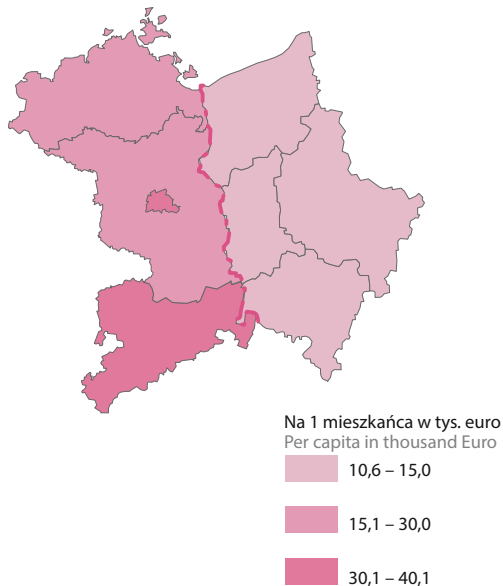 Na 1 mieszkańca w tys. euro
Per capita in thousand Euro
10,6 – 15,0
15,1 – 30,0
30,1 – 40,1